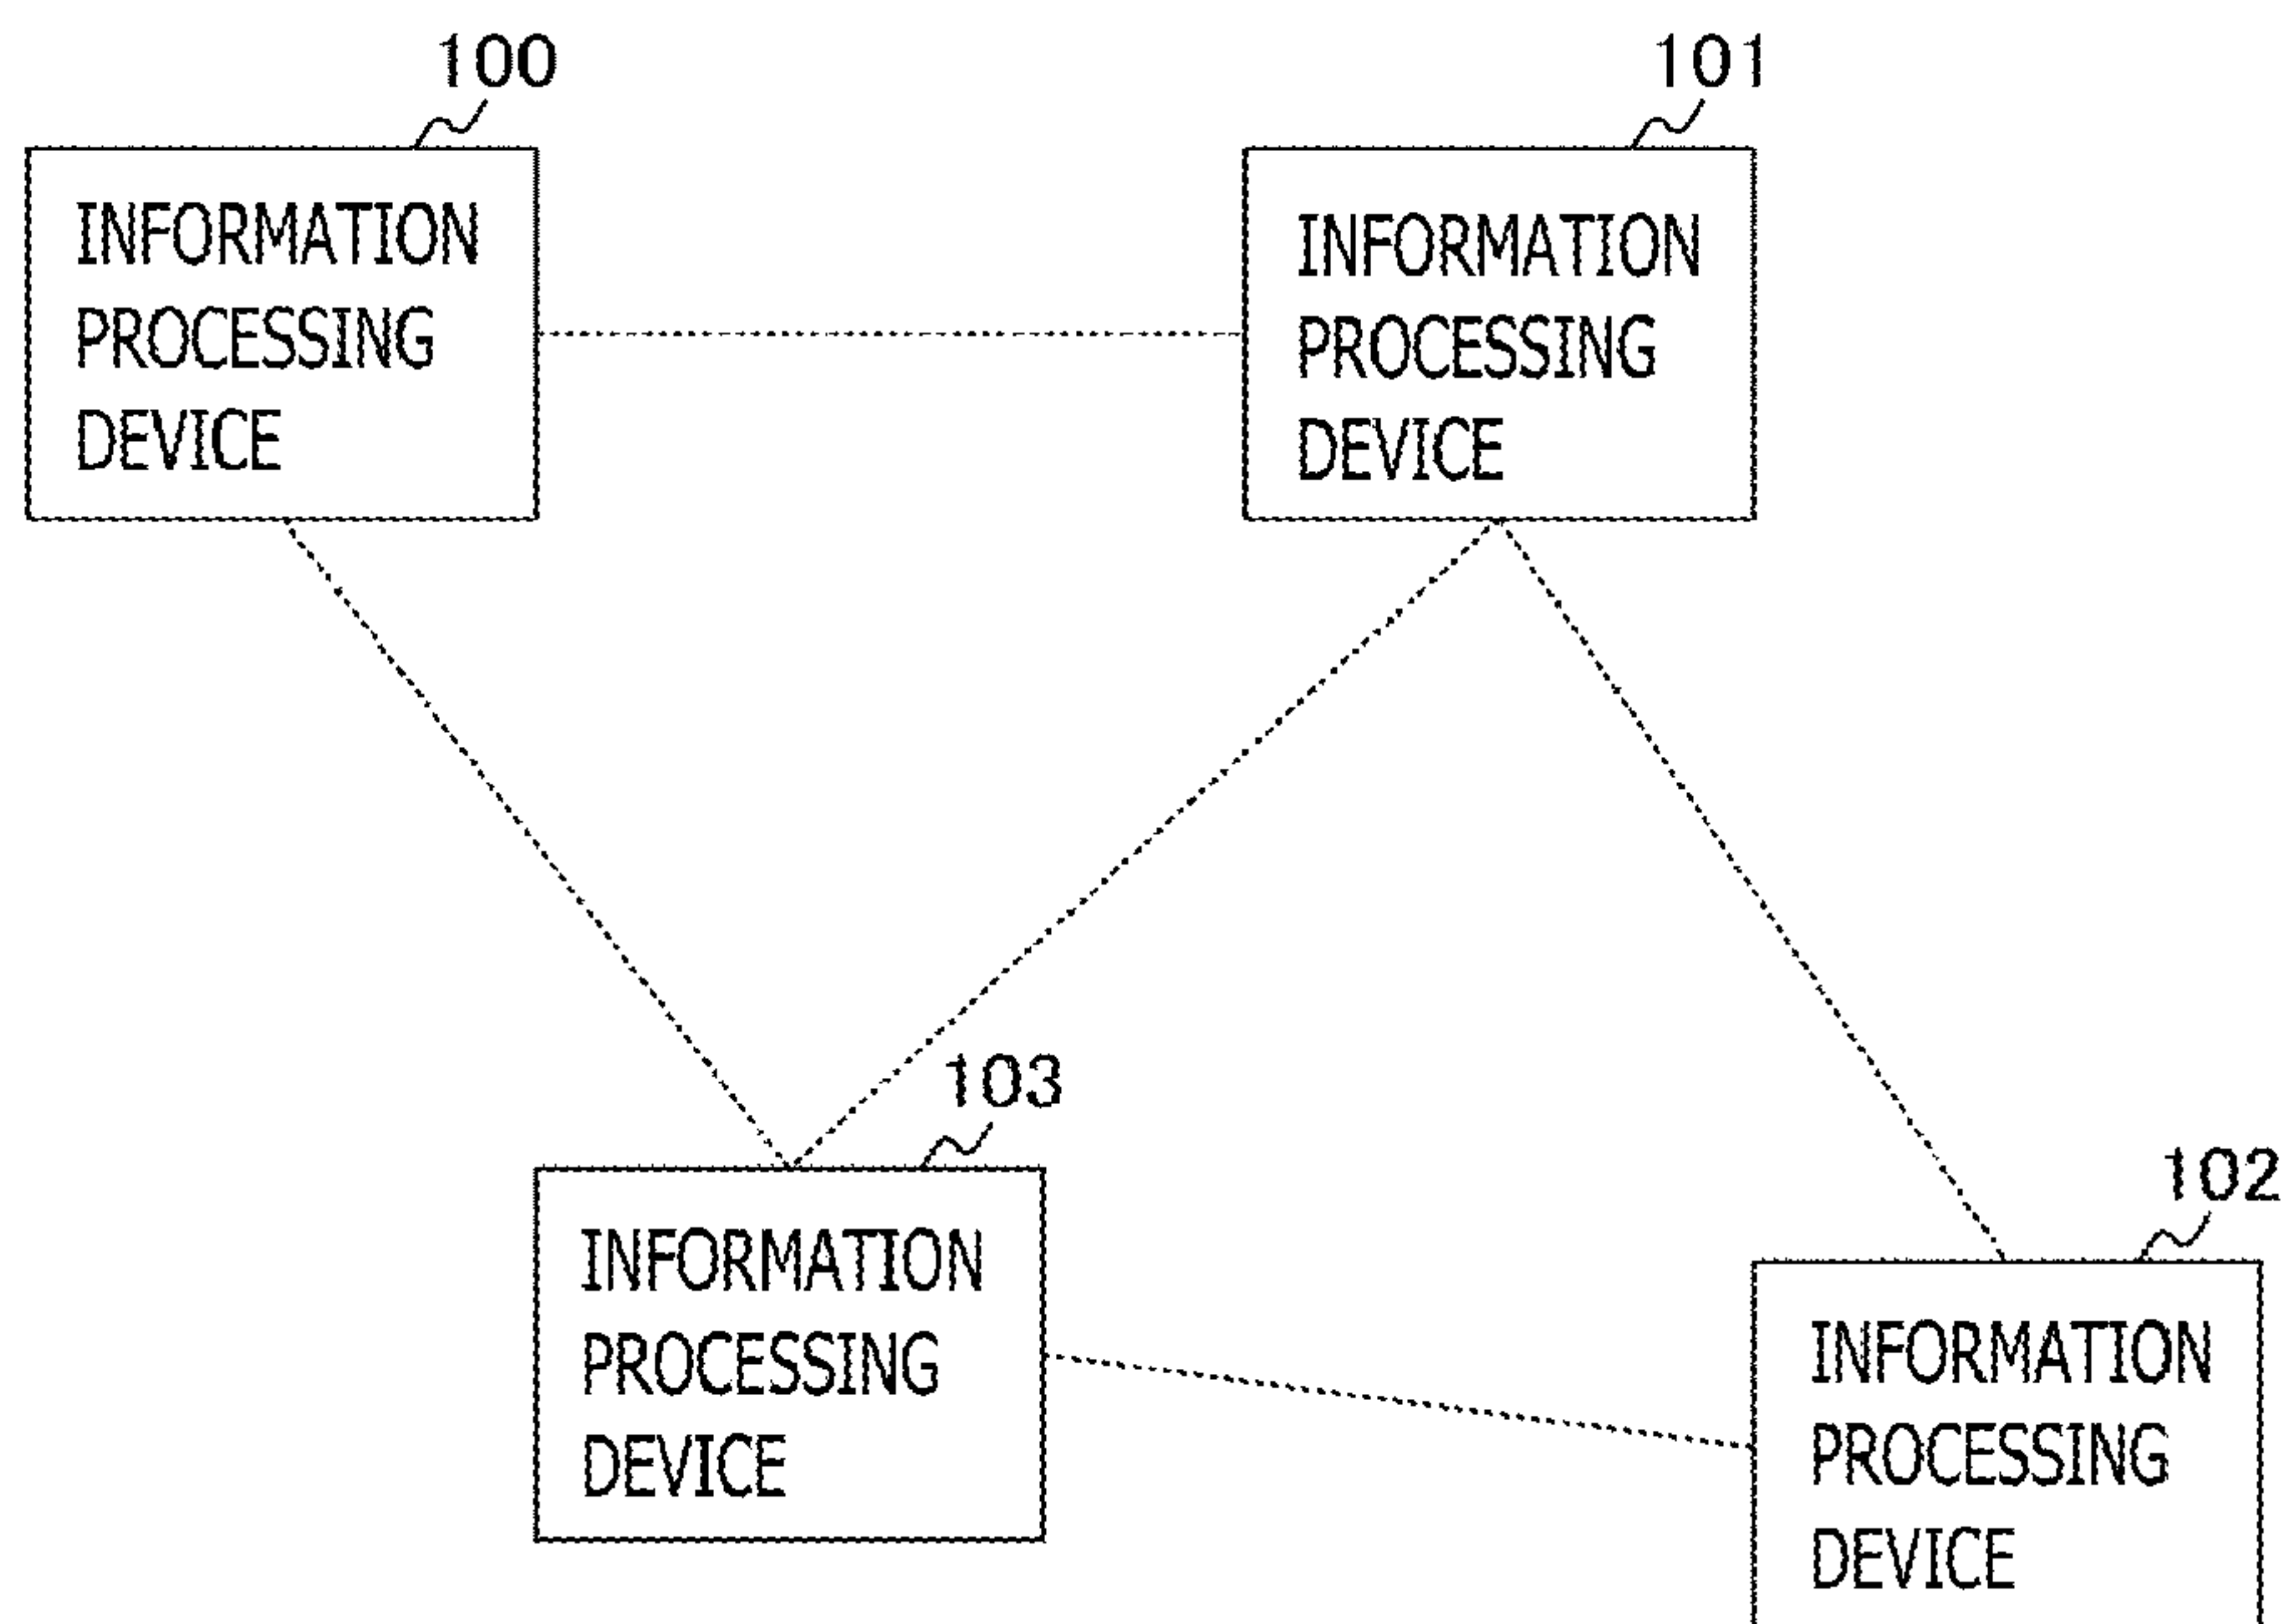 100
INFORMATION
PROCESSING
DEVICE
101
INFORMATION
PROCESSING
DEVICE
103
INFORMATION
PROCESSING
DEVICE
102
INFORMATION
PROCESSING
DEVICE